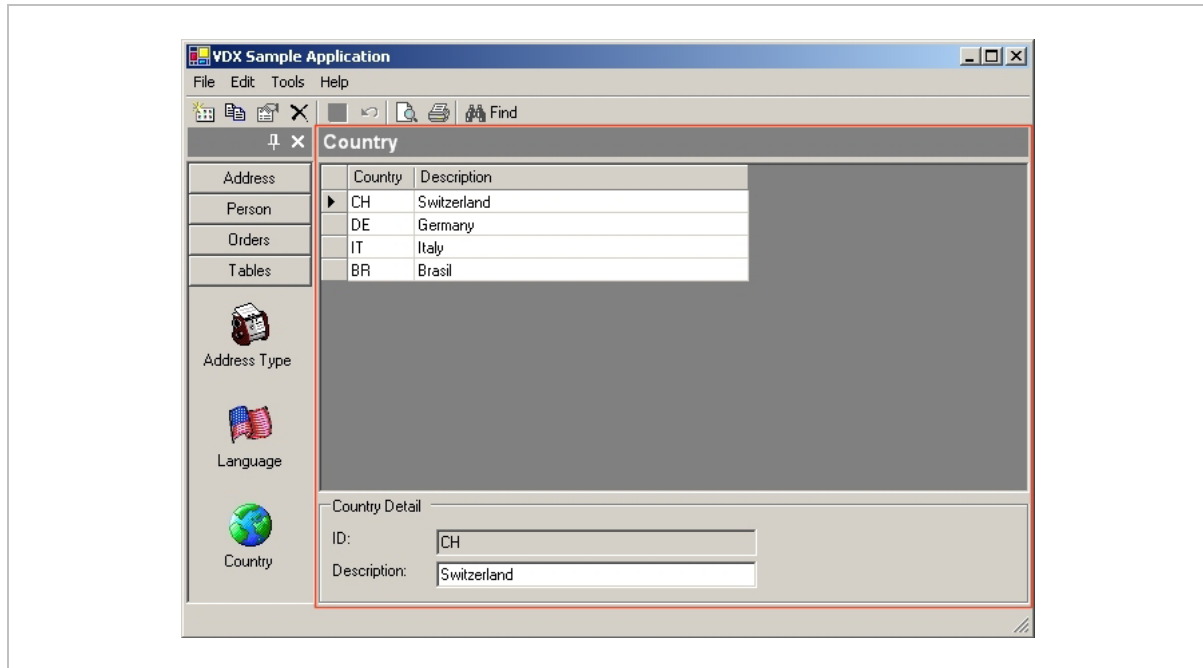 VDX Sample Application
File Edit Tools Help
Find
Country
Address
Person
Orders
Tables
Address Type
Language
Country
Country Description
CH Switzerland
DE Germany
IT Italy
BR Brasil
Country Detail
ID: CH
Description: Switzerland